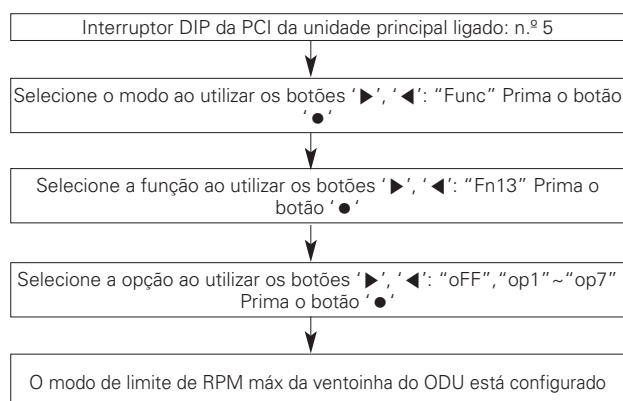 Interruptor DIP da PCI da unidade principal ligado: n.º 5
Selecione o modo ao utilizar os botões ‘▶’, ‘◀’: “Func” Prima o botão
‘●‘
Selecione a função ao utilizar os botões ‘▶’, ‘◀’: “Fn13” Prima o
botão ‘●‘
Selecione a opção ao utilizar os botões ‘▶’, ‘◀’: “oFF”,“op1”~“op7”
Prima o botão ‘●‘
O modo de limite de RPM máx da ventoinha do ODU está configurado